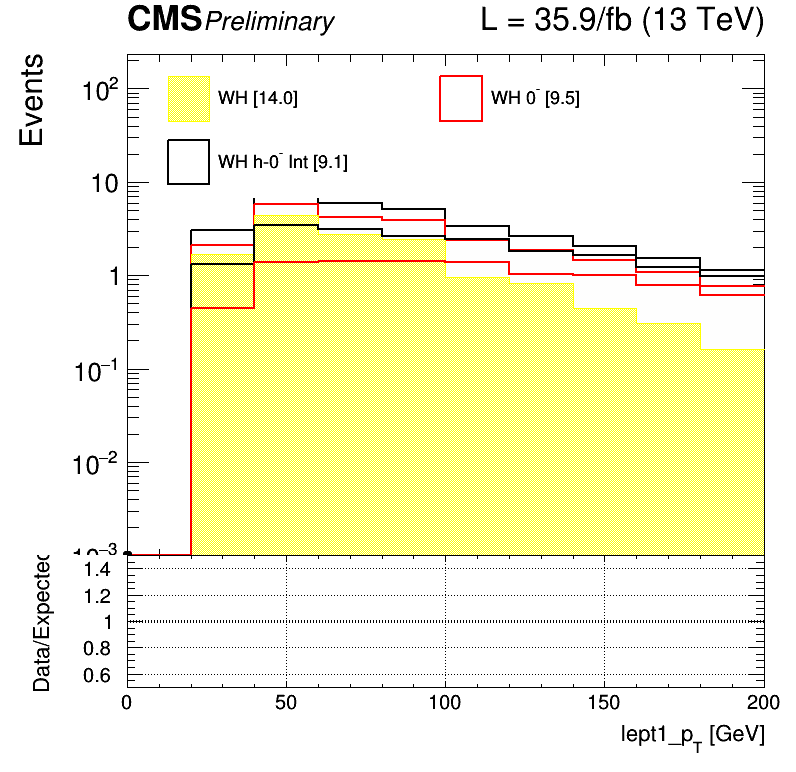 CMS Preliminary L = 35.9/fb (13 TeV)
Events
WH [14.0] WH 0⁻ [9.5]
WH h-0⁻ Int [9.1]
10²
10
1
10⁻¹
10⁻²
10⁻³
Data/Expected
1.4
1.2
1
0.8
0.6
0 50 100 150 200
lept1_p_T [GeV]